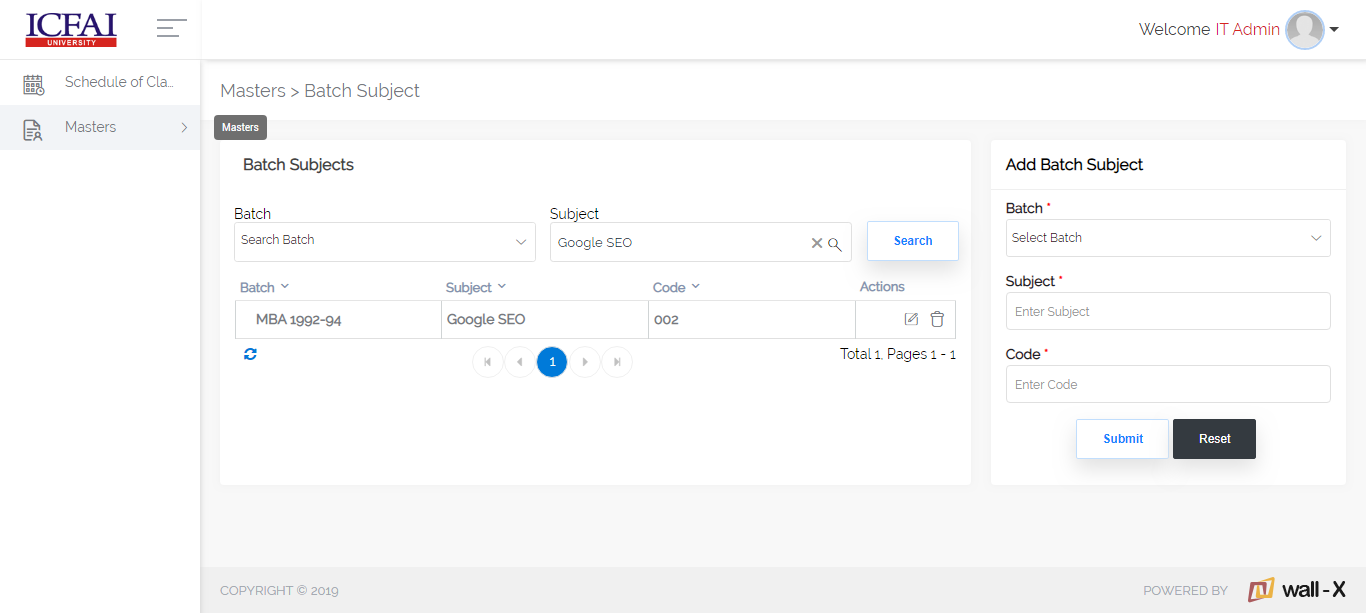 ICFAI
UNIVERSITY
Welcome IT Admin
Schedule of Cla...
Masters
Masters > Batch Subject
Masters
Batch Subjects
Batch
Subject
Search Batch
Google SEO
Search
Batch
Subject
Code
Actions
MBA 1992-94
Google SEO
002
1
Total 1, Pages 1 - 1
Add Batch Subject
Batch *
Select Batch
Subject *
Enter Subject
Code *
Enter Code
Submit
Reset
COPYRIGHT © 2019
POWERED BY
wall-X